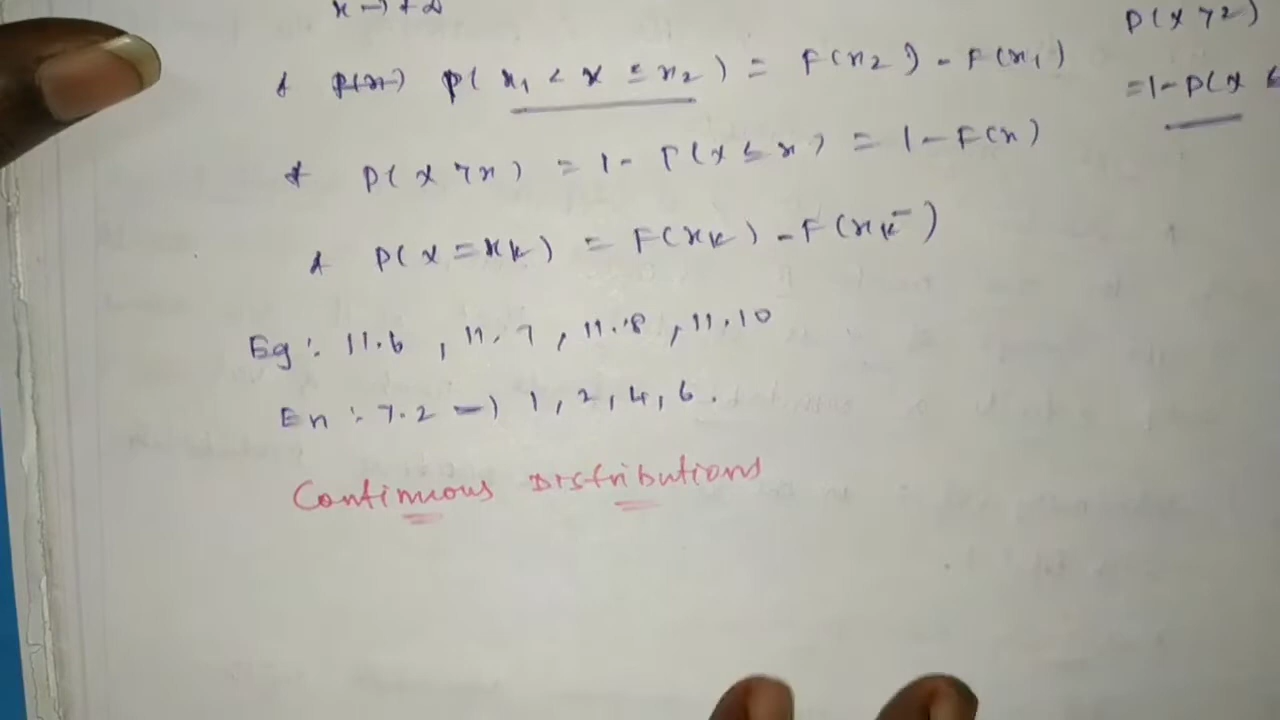 x → + ∞
P(x1 < X ≤ x2) = F(x2) - F(x1)
P(X > x) = 1 - P(X ≤ x) = 1 - F(x)
P(X = xk) = F(xk) - F(xk⁻)
Eg : 11.6 , 11.7 , 11.8 , 11.10
Ex : 7.2 → 1, 2, 4, 6.
Continuous Distributions
P(X > 2)
= 1 - P(X ≤